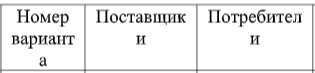 Номер Поставщик Потребител
вариант и и
а